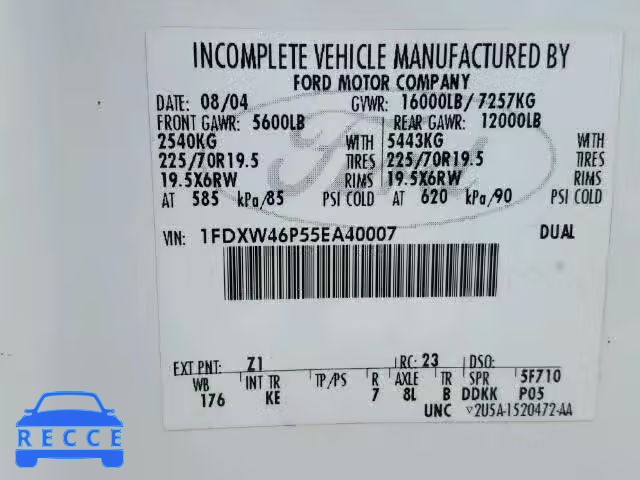 INCOMPLETE VEHICLE MANUFACTURED BY
FORD MOTOR COMPANY
DATE: 08/04 GVWR: 16000LB/7257KG
FRONT GAWR: 5600LB REAR GAWR: 12000LB
2540KG WITH 5443KG WITH
225/70R19.5 TIRES 225/70R19.5 TIRES
19.5X6RW RIMS 19.5X6RW RIMS
AT 585 kPa/85 PSI COLD AT 620 kPa/90 PSI COLD
VIN: 1FDXW46P55EA40007 DUAL
EXT PNT: Z1 RC: 23 DSO:
WB INT TR TP/PS R AXLE TR SPR 5F710
176 KE 7 8L B DDKK P05
UNC 2U5A-1520472-AA
RECCE